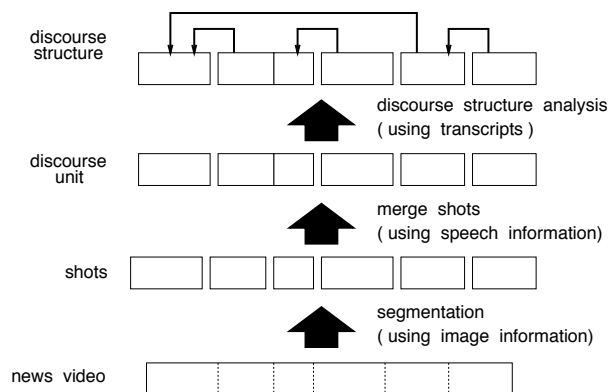 discourse
structure
discourse structure analysis
( using transcripts )
discourse
unit
merge shots
( using speech information)
shots
segmentation
( using image information)
news video